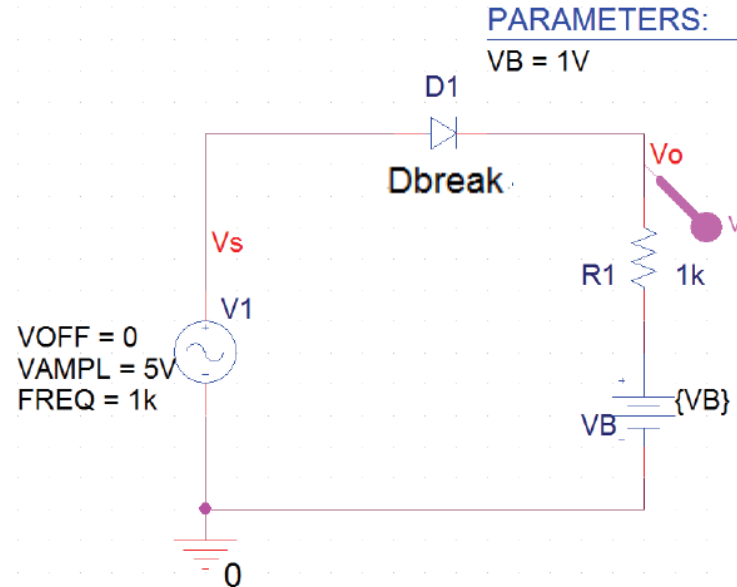 PARAMETERS:
VB = 1V
D1
Dbreak
Vo
Vs
R1
1k
V1
VOFF = 0
VAMPL = 5V
FREQ = 1k
{VB}
VB
0
V